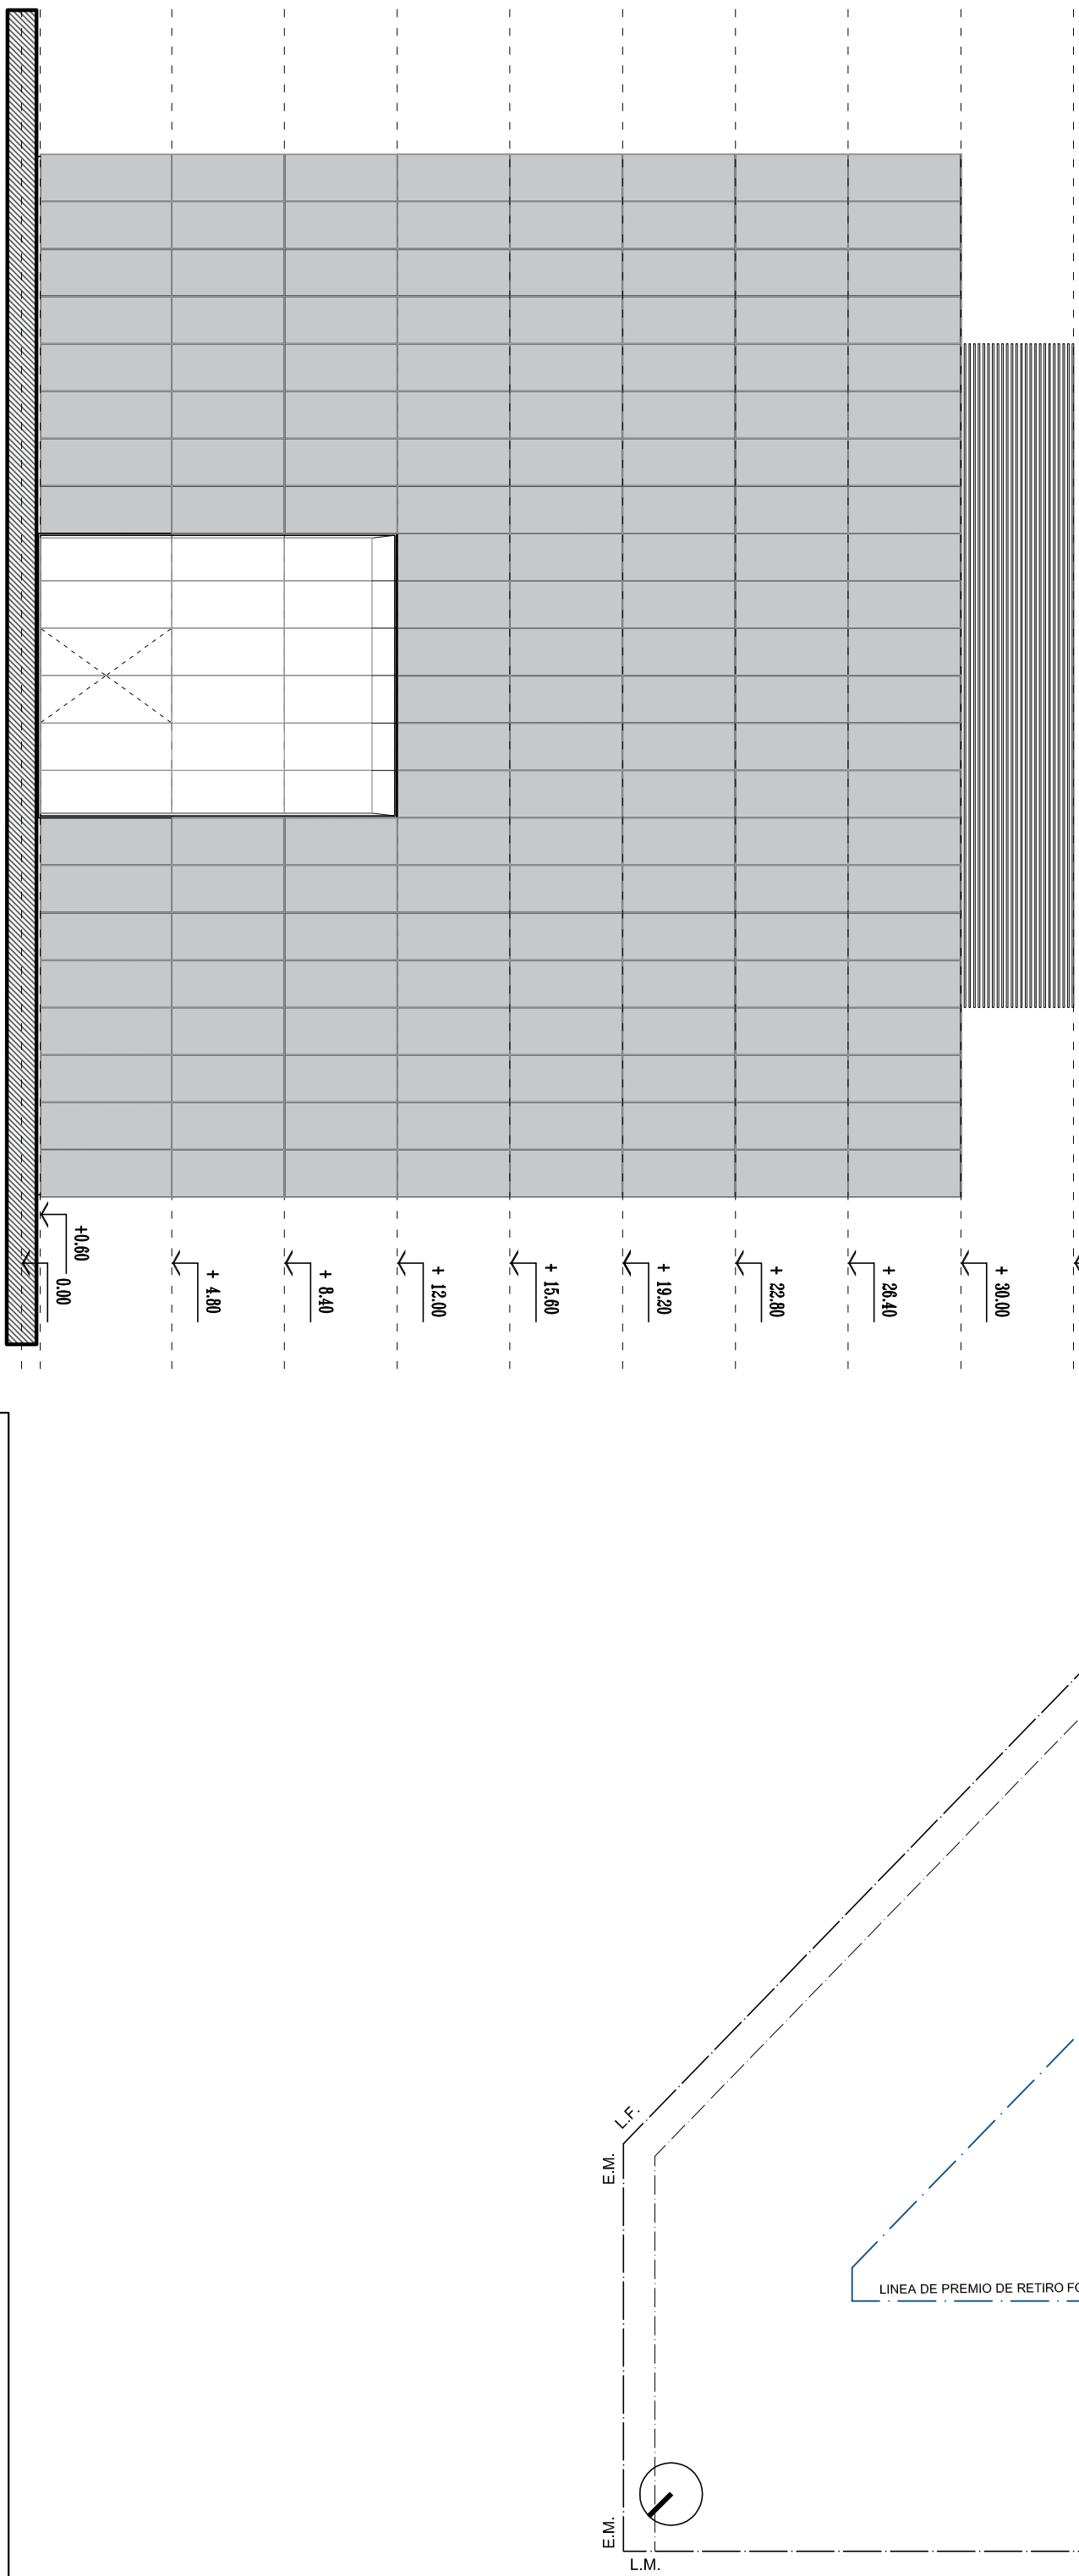 +0.60
0.00
+ 4.80
+ 8.40
+ 12.00
+ 15.60
+ 19.20
+ 22.80
+ 26.40
+ 30.00
L.F.
E.M.
LINEA DE PREMIO DE RETIRO FO
E.M.
L.M.